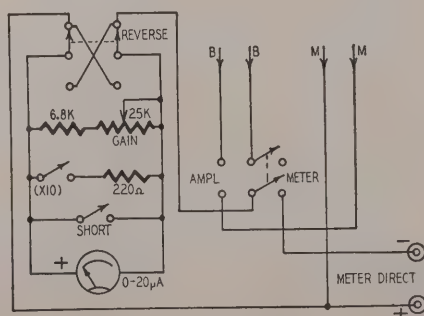 REVERSE
B B M M
6.8K 25K
GAIN
AMPL METER
(X10) 220Ω
SHORT
+ 0-20µA
METER DIRECT
-
+